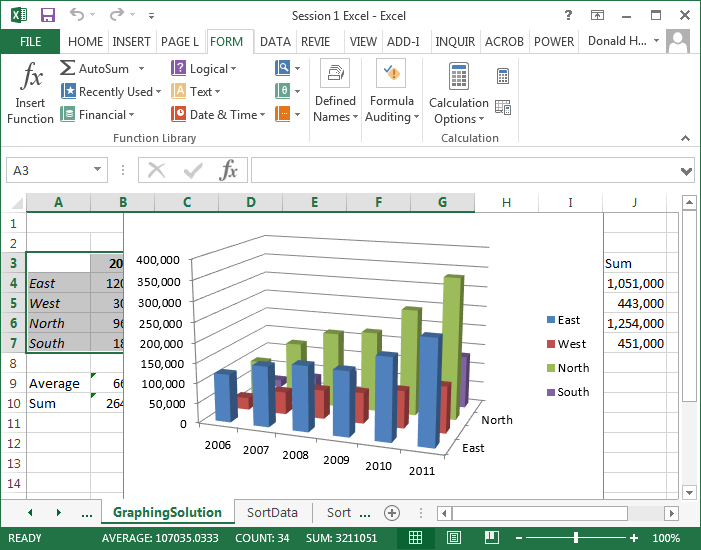 Session 1 Excel - Excel
FILE HOME INSERT PAGE L FORM DATA REVIE VIEW ADD-I INQUIR ACROB POWER Donald H...
fx AutoSum Logical
Insert Function Recently Used Text Defined Names Formula Auditing Calculation Options
Financial Date & Time
Function Library Calculation
A3 fx
A B C D E F G H I J
1
2
3 20 Sum
4 East 120 1,051,000
5 West 30 443,000
6 North 96 1,254,000
7 South 18 451,000
8
9 Average 66
10 Sum 264
11
12
13
14
400,000
350,000
300,000
250,000
200,000
150,000
100,000
50,000
0
2006 2007 2008 2009 2010 2011
North
East
East
West
North
South
... GraphingSolution SortData Sort ...
READY AVERAGE: 107035.0333 COUNT: 34 SUM: 3211051 100%